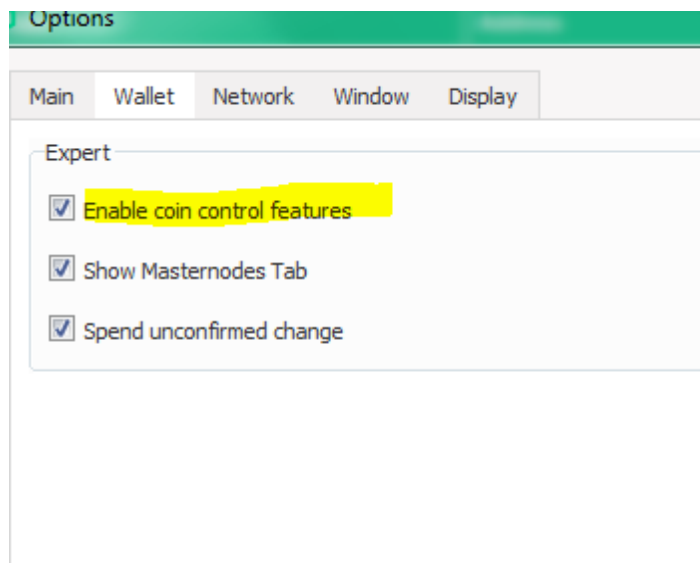 Options
Main Wallet Network Window Display
Expert
Enable coin control features
Show Masternodes Tab
Spend unconfirmed change